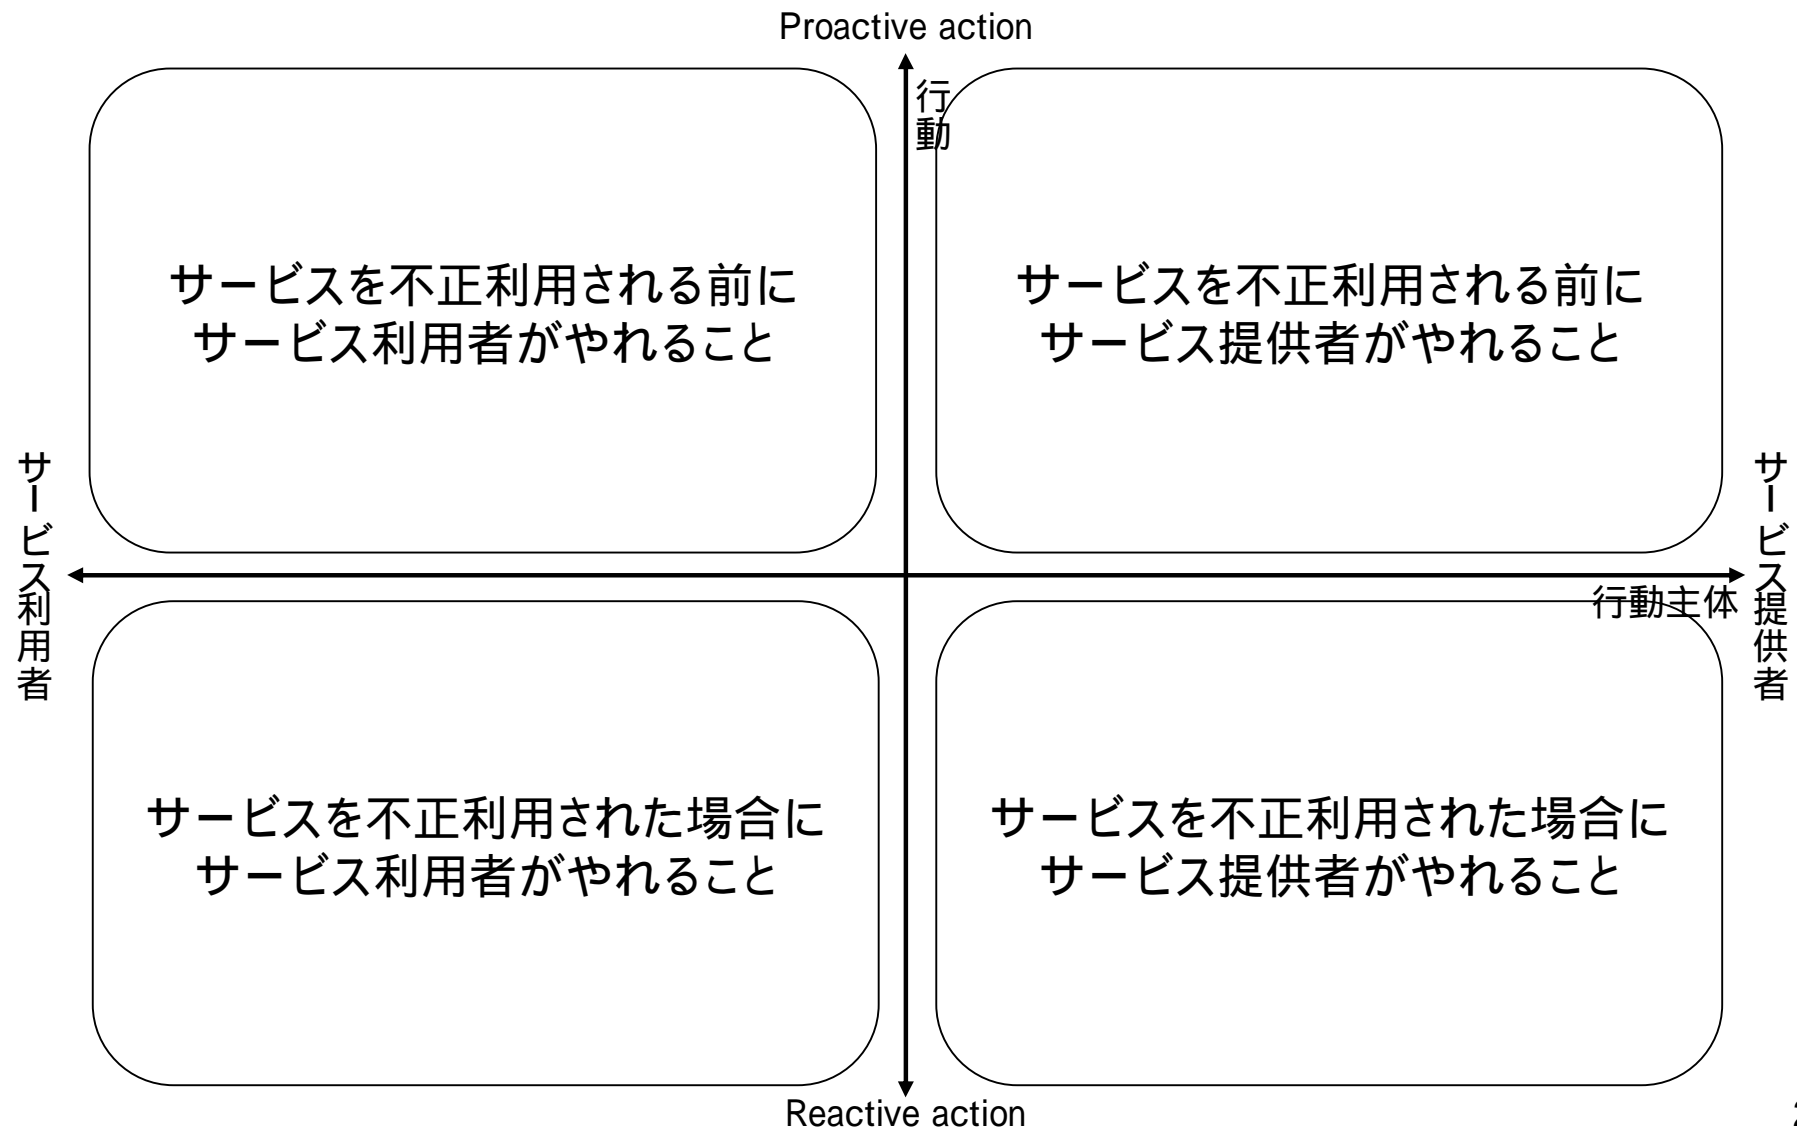 Proactive action
行動
サービスを不正利用される前に
サービス利用者がやれること
サービスを不正利用される前に
サービス提供者がやれること
サービス利用者
サービス提供者
行動主体
サービスを不正利用された場合に
サービス利用者がやれること
サービスを不正利用された場合に
サービス提供者がやれること
Reactive action